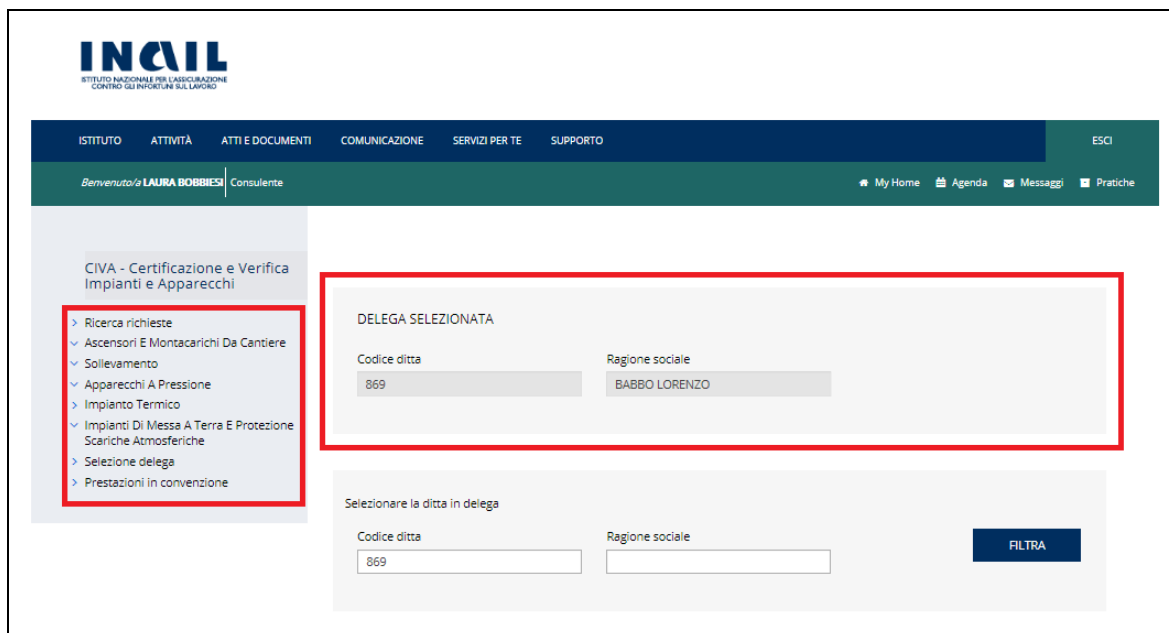 INAIL
ISTITUTO NAZIONALE PER L'ASSICURAZIONE
CONTRO GLI INFORTUNI SUL LAVORO
ISTITUTO ATTIVITÀ ATTI E DOCUMENTI COMUNICAZIONE SERVIZI PER TE SUPPORTO ESCI
Benvenuto/a LAURA BOBBIESI Consulente My Home Agenda Messaggi Pratiche
CIVA - Certificazione e Verifica
Impianti e Apparecchi
Ricerca richieste
Ascensori E Montacarichi Da Cantiere
Sollevamento
Apparecchi A Pressione
Impianto Termico
Impianti Di Messa A Terra E Protezione
Scariche Atmosferiche
Selezione delega
Prestazioni in convenzione
DELEGA SELEZIONATA
Codice ditta Ragione sociale
869 BABBO LORENZO
Selezionare la ditta in delega
Codice ditta Ragione sociale
869
FILTRA